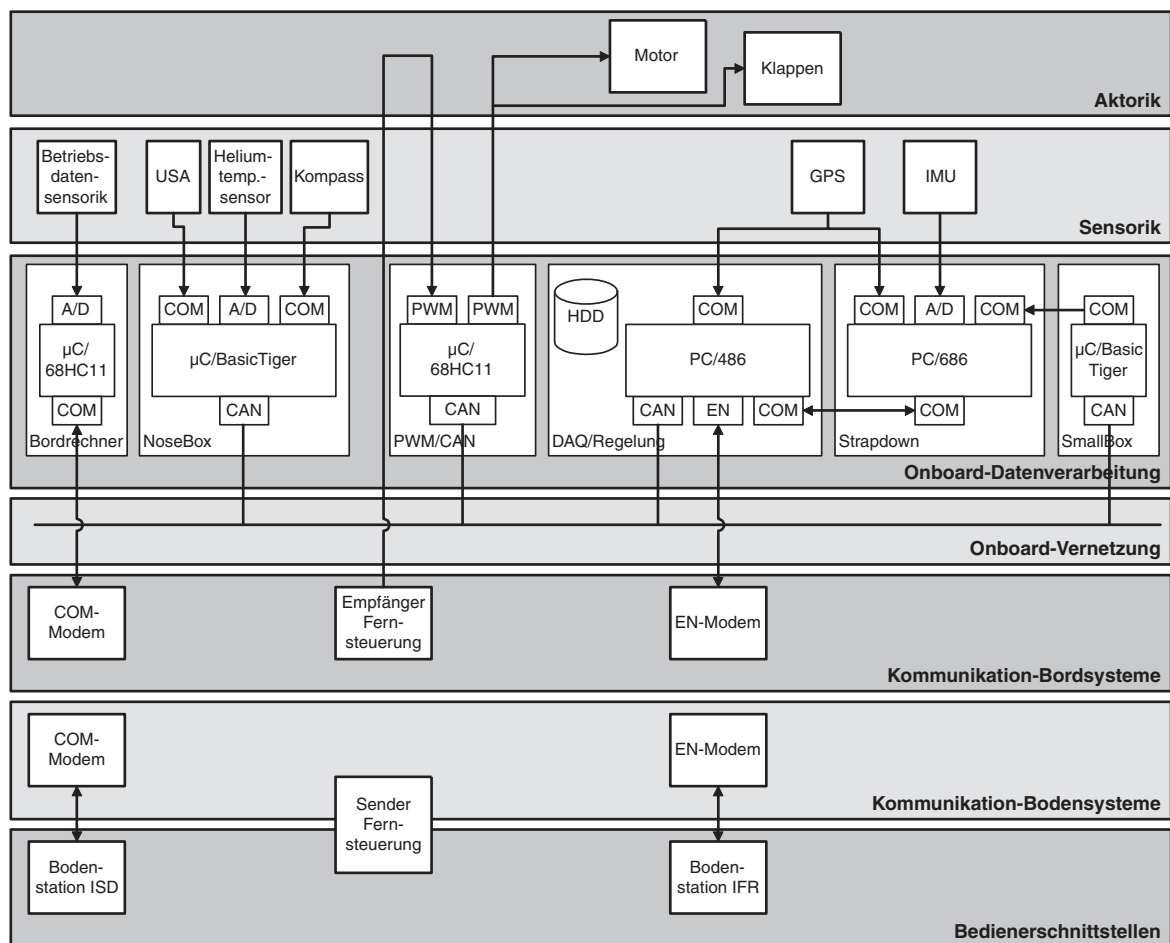 Motor
Klappen
Aktorik
Betriebs-
daten-
sensorik
USA
Helium-
temp.-
sensor
Kompass
GPS
IMU
Sensorik
A/D
COM
A/D
COM
PWM
PWM
HDD
COM
COM
A/D
COM
COM
µC/
68HC11
µC/BasicTiger
µC/
68HC11
PC/486
PC/686
µC/Basic
Tiger
COM
CAN
CAN
CAN
EN
COM
COM
CAN
Bordrechner
NoseBox
PWM/CAN
DAQ/Regelung
Strapdown
SmallBox
Onboard-Datenverarbeitung
Onboard-Vernetzung
COM-
Modem
Empfänger
Fern-
steuerung
EN-Modem
Kommunikation-Bordsysteme
COM-
Modem
EN-Modem
Kommunikation-Bodensysteme
Sender
Fern-
steuerung
Boden-
station ISD
Boden-
station IFR
Bedienerschnittstellen